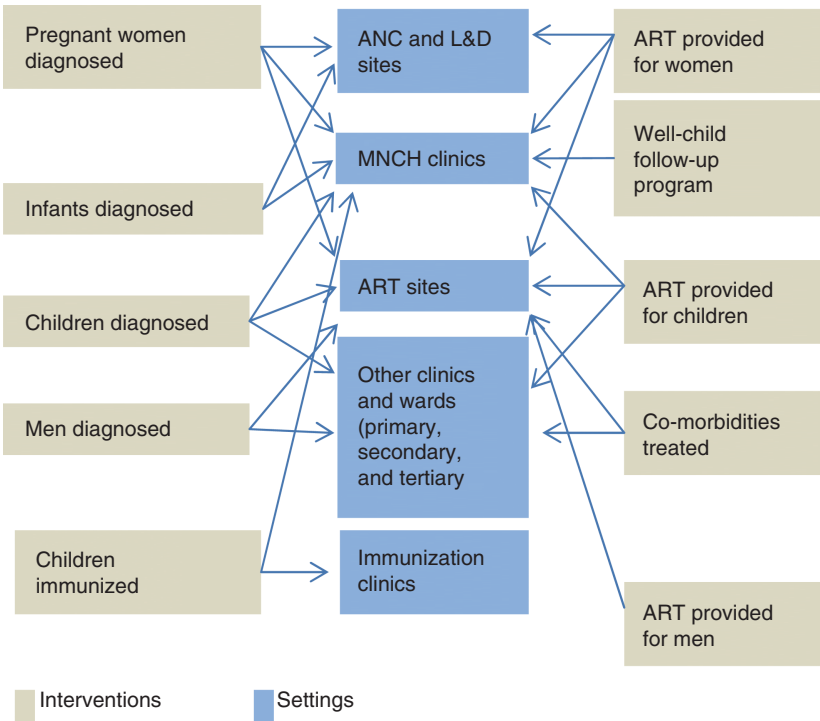 Pregnant women
diagnosed
Infants diagnosed
Children diagnosed
Men diagnosed
Children
immunized
ANC and L&D
sites
MNCH clinics
ART sites
Other clinics
and wards
(primary,
secondary,
and tertiary
Immunization
clinics
ART provided
for women
Well-child
follow-up
program
ART provided
for children
Co-morbidities
treated
ART provided
for men
Interventions
Settings